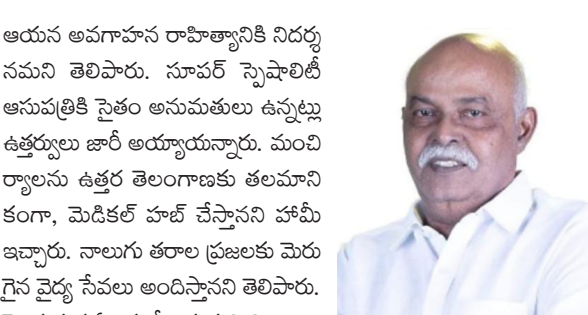 ఆయన అవగాహన రాహిత్యానికి నిదర్శ
నమని తెలిపారు. సూపర్ స్పెషాలిటీ
ఆసుపత్రికి సైతం అనుమతులు ఉన్నట్లు
ఉత్తర్వులు జారీ అయ్యాయన్నారు. మంచి
ర్యాలను ఉత్తర తెలంగాణకు తలమాని
కంగా, మెడికల్ హబ్ చేస్తానని హామీ
ఇచ్చారు. నాలుగు తరాల ప్రజలకు మెరు
గైన వైద్య సేవలు అందిస్తానని తెలిపారు.